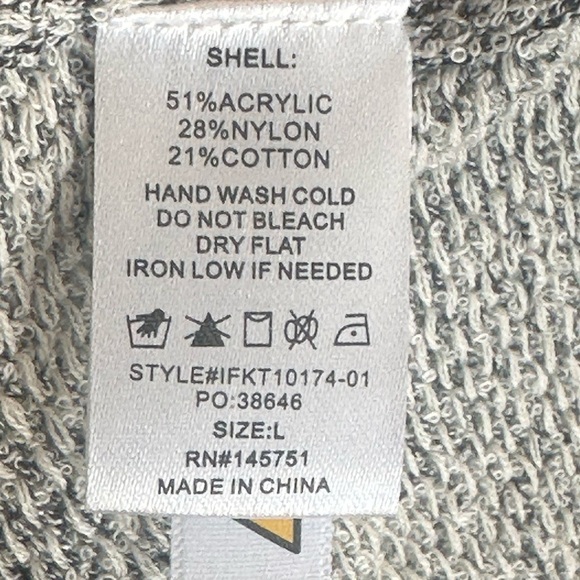 SHELL:
51%ACRYLIC
28%NYLON
21%COTTON
HAND WASH COLD
DO NOT BLEACH
DRY FLAT
IRON LOW IF NEEDED
STYLE#IFKT10174-01
PO:38646
SIZE:L
RN#145751
MADE IN CHINA